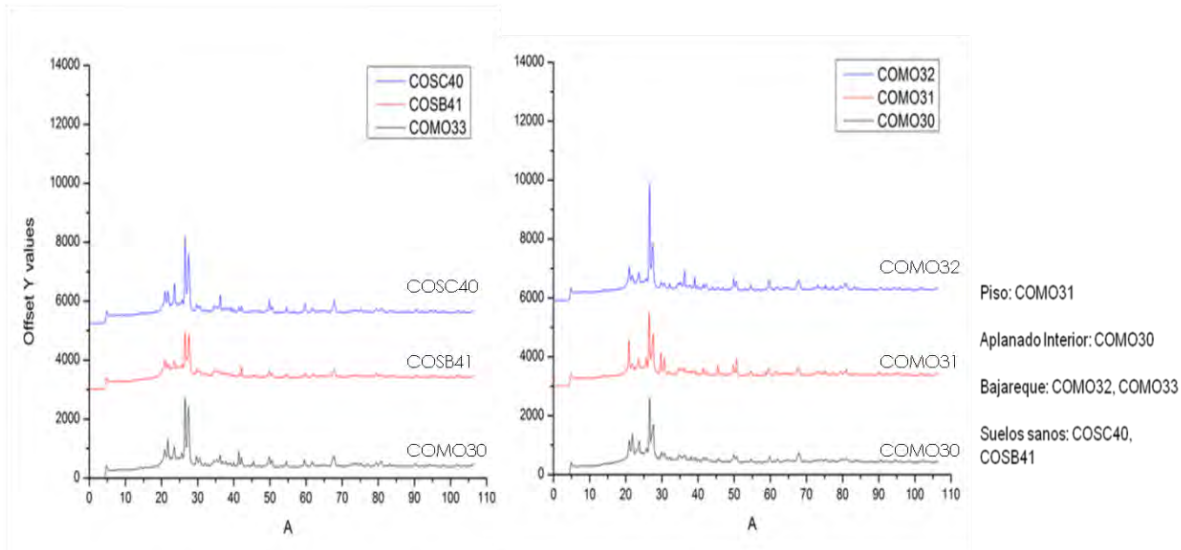 14000
12000
10000
8000
6000
4000
2000
0
Offset Y values
COSC40
COSB41
COMO33
COSC40
COSB41
COMO30
0 10 20 30 40 50 60 70 80 90 100 110
A
14000
12000
10000
8000
6000
4000
2000
0
COMO32
COMO31
COMO30
COMO32
COMO31
COMO30
0 10 20 30 40 50 60 70 80 90 100 110
A
Piso: COMO31
Aplanado Interior: COMO30
Bajareque: COMO32, COMO33
Suelos sanos: COSC40,
COSB41